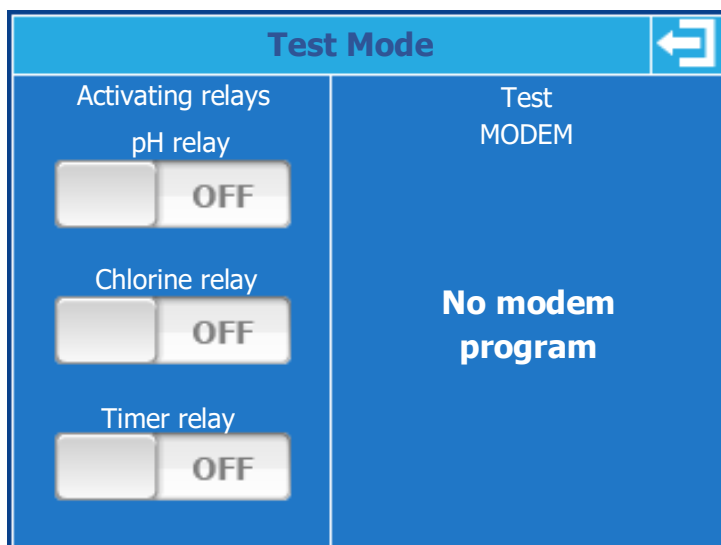 Test Mode
Activating relays
pH relay
OFF
Chlorine relay
OFF
Timer relay
OFF
Test
MODEM
No modem
program